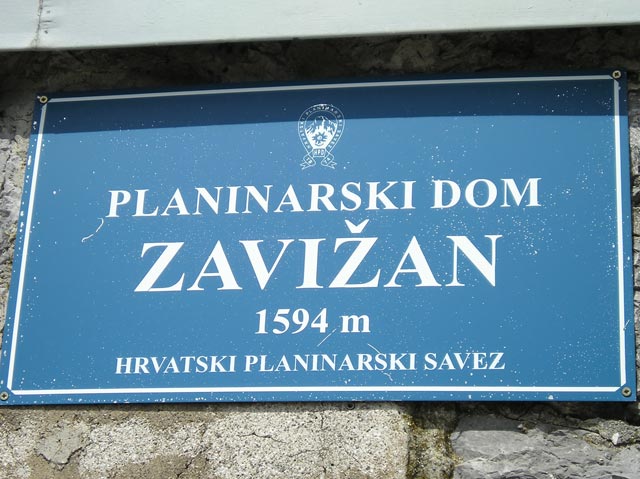 PLANINARSKI DOM
ZAVIŽAN
1594 m
HRVATSKI PLANINARSKI SAVEZ